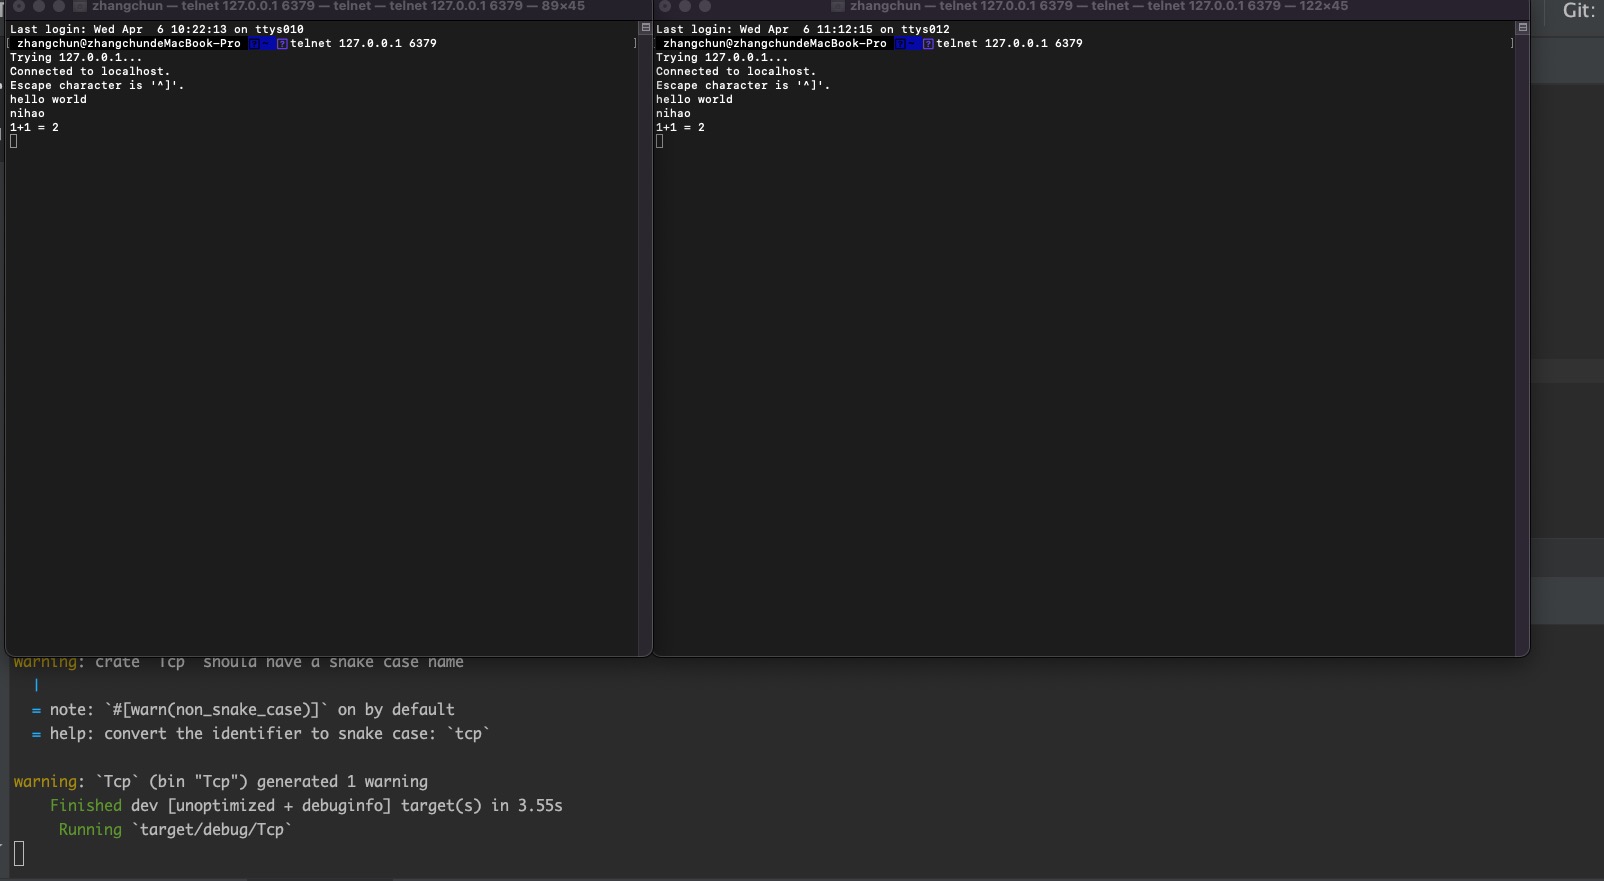 zhangchun — telnet 127.0.0.1 6379 — telnet — telnet 127.0.0.1 6379 — 89×45
Last login: Wed Apr  6 10:22:13 on ttys010
[ zhangchun@zhangchundeMacBook-Pro ? ~ ? telnet 127.0.0.1 6379 ]
Trying 127.0.0.1...
Connected to localhost.
Escape character is '^]'.
hello world
nihao
1+1 = 2
zhangchun — telnet 127.0.0.1 6379 — telnet — telnet 127.0.0.1 6379 — 122×45
Last login: Wed Apr  6 11:12:15 on ttys012
zhangchun@zhangchundeMacBook-Pro ? ~ ? telnet 127.0.0.1 6379 ]
Trying 127.0.0.1...
Connected to localhost.
Escape character is '^]'.
hello world
nihao
1+1 = 2
Git:
warning: crate `Tcp` should have a snake case name
|
= note: `#[warn(non_snake_case)]` on by default
= help: convert the identifier to snake case: `tcp`
warning: `Tcp` (bin "Tcp") generated 1 warning
Finished dev [unoptimized + debuginfo] target(s) in 3.55s
Running `target/debug/Tcp`